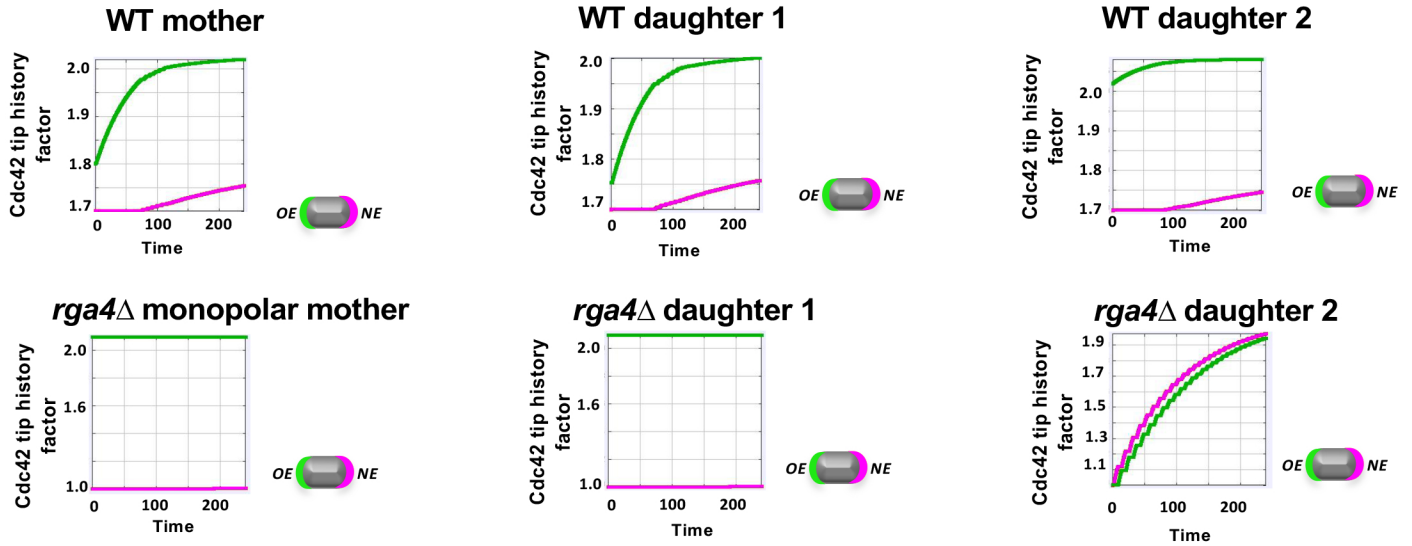 WT mother
Cdc42 tip history
factor
2.0
1.9
1.8
1.7
0
100
200
Time
OE
NE
WT daughter 1
Cdc42 tip history
factor
2.0
1.9
1.8
1.7
0
100
200
Time
OE
NE
WT daughter 2
Cdc42 tip history
factor
2.0
1.9
1.8
1.7
0
100
200
Time
OE
NE
rga4Δ monopolar mother
Cdc42 tip history
factor
2.0
1.6
1.0
0
100
200
Time
OE
NE
rga4Δ daughter 1
Cdc42 tip history
factor
2.0
1.6
1.0
0
100
200
Time
OE
NE
rga4Δ daughter 2
Cdc42 tip history
factor
1.9
1.7
1.5
1.3
1.1
0
100
200
Time
OE
NE